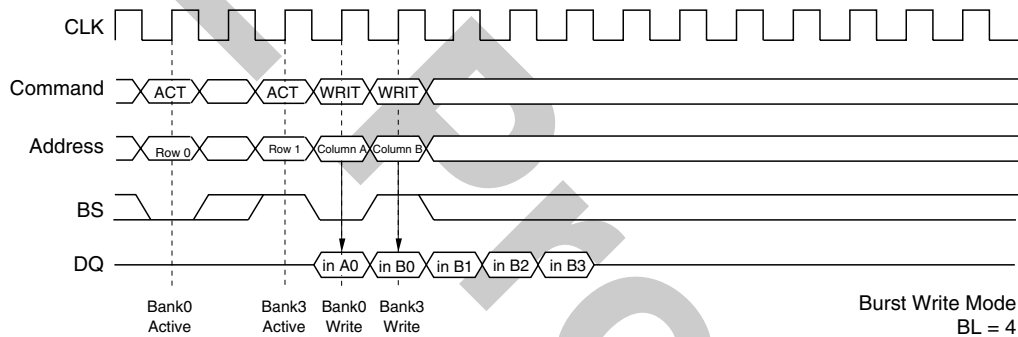 CLK
Command ACT ACT WRIT WRIT
Address Row 0 Row 1 Column A Column B
BS
DQ in A0 in B0 in B1 in B2 in B3
Bank0 Bank3 Bank0 Bank3
Active Active Write Write
Burst Write Mode
BL = 4